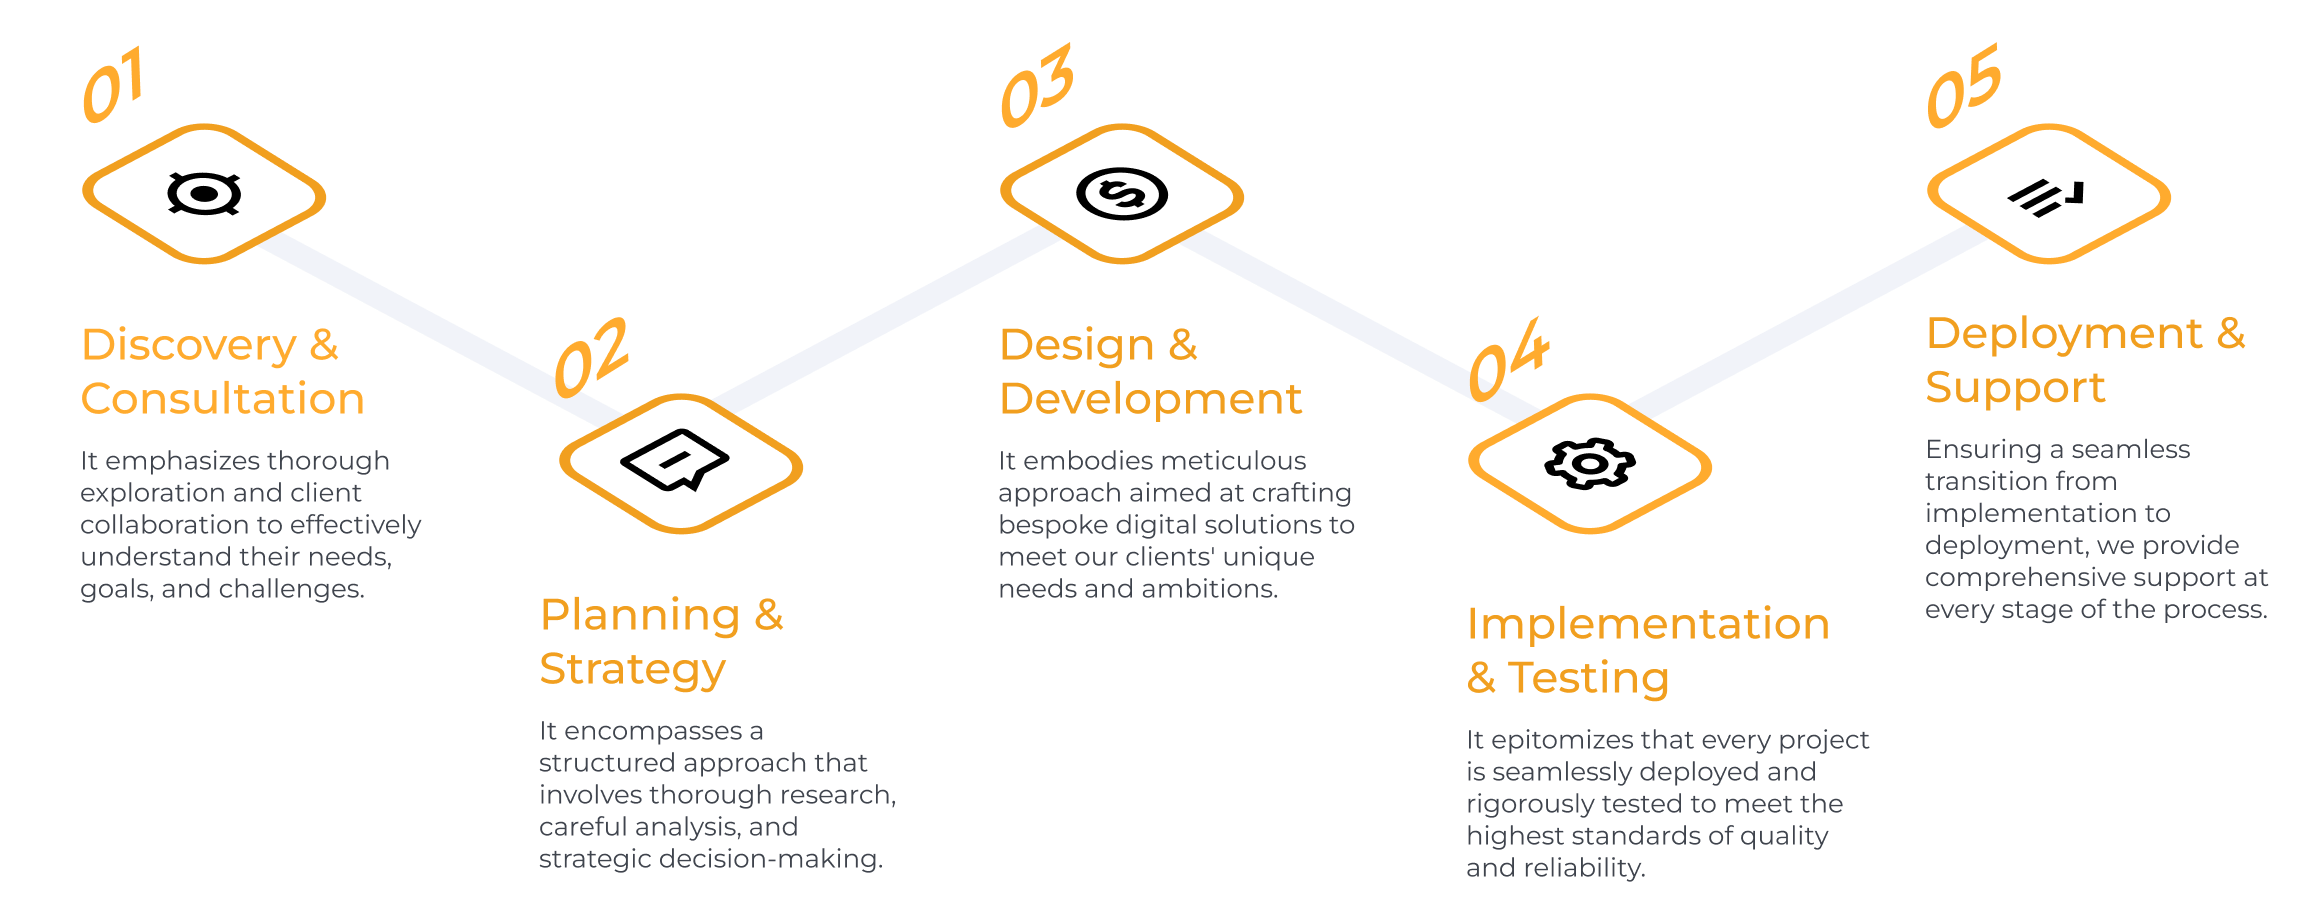 01
Discovery &
Consultation
It emphasizes thorough
exploration and client
collaboration to effectively
understand their needs,
goals, and challenges.
02
Planning &
Strategy
It encompasses a
structured approach that
involves thorough research,
careful analysis, and
strategic decision-making.
03
$
Design &
Development
It embodies meticulous
approach aimed at crafting
bespoke digital solutions to
meet our clients' unique
needs and ambitions.
04
Implementation
& Testing
It epitomizes that every project
is seamlessly deployed and
rigorously tested to meet the
highest standards of quality
and reliability.
05
Deployment &
Support
Ensuring a seamless
transition from
implementation to
deployment, we provide
comprehensive support at
every stage of the process.